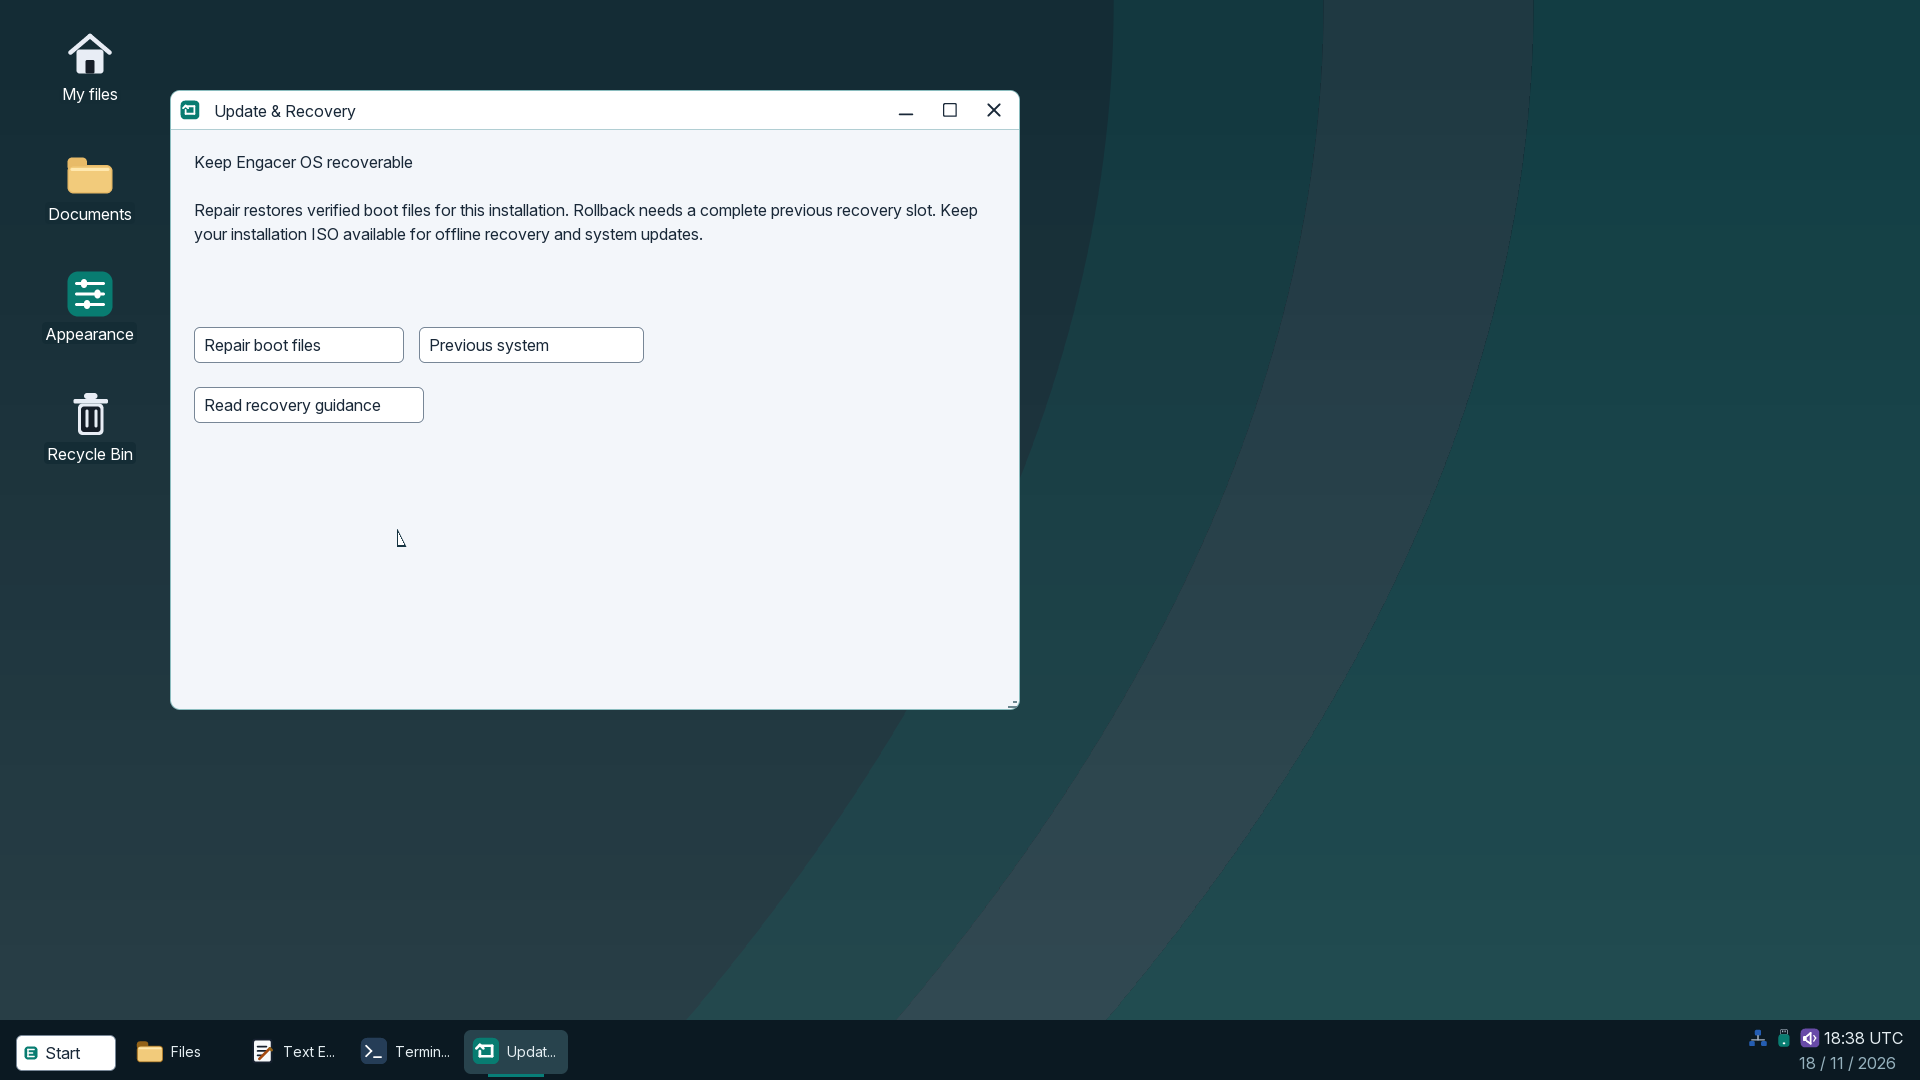 My files
Documents
Appearance
Recycle Bin
Update & Recovery
Keep Engacer OS recoverable
Repair restores verified boot files for this installation. Rollback needs a complete previous recovery slot. Keep
your installation ISO available for offline recovery and system updates.
Repair boot files
Previous system
Read recovery guidance
Start
Files
Text E...
Termin...
Updat...
18:38 UTC
18 / 11 / 2026